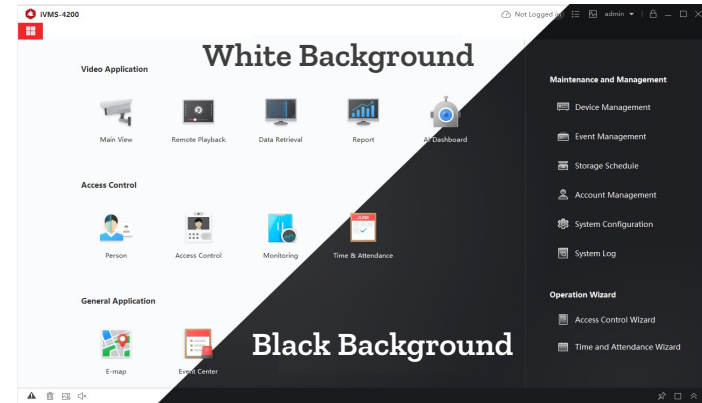 iVMS-4200
Not Logged in
admin
White Background
Video Application
Main View
Remote Playback
Data Retrieval
Report
AI Dashboard
Access Control
Person
Access Control
Monitoring
JUNE
Time & Attendance
General Application
E-map
Event Center
Black Background
Maintenance and Management
Device Management
Event Management
Storage Schedule
Account Management
System Configuration
System Log
Operation Wizard
Access Control Wizard
Time and Attendance Wizard